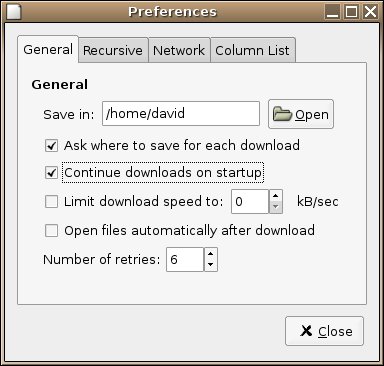 Preferences
General Recursive Network Column List
General
Save in: /home/david Open
Ask where to save for each download
Continue downloads on startup
Limit download speed to: 0 kB/sec
Open files automatically after download
Number of retries: 6
Close